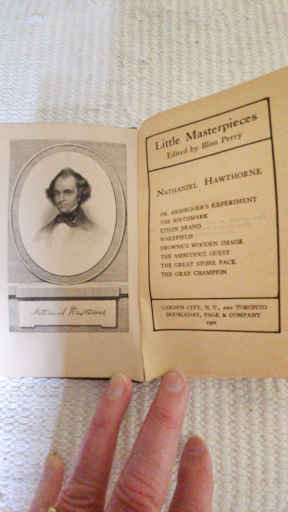 Nathaniel Hawthorne
Little Masterpieces
Edited by Bliss Perry
NATHANIEL HAWTHORNE
DR. HEIDEGGER'S EXPERIMENT
THE BIRTHMARK
ETHAN BRAND
WAKEFIELD
DROWNE'S WOODEN IMAGE
THE AMBITIOUS GUEST
THE GREAT STONE FACE
THE GRAY CHAMPION
GARDEN CITY, N. Y., AND TORONTO
DOUBLEDAY, PAGE & COMPANY